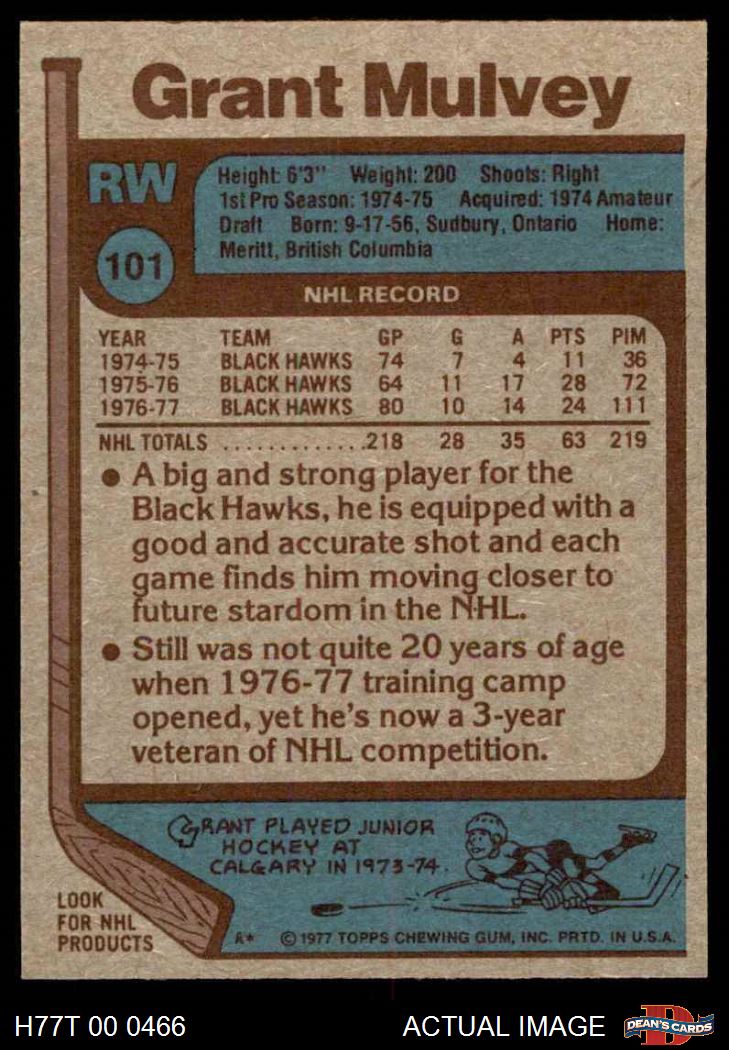 Grant Mulvey
RW
Height: 6'3" Weight: 200 Shoots: Right
1st Pro Season: 1974-75 Acquired: 1974 Amateur
Draft Born: 9-17-56, Sudbury, Ontario Home:
Meritt, British Columbia
101
NHL RECORD
YEAR TEAM GP G A PTS PIM
1974-75 BLACK HAWKS 74 7 4 11 36
1975-76 BLACK HAWKS 64 11 17 28 72
1976-77 BLACK HAWKS 80 10 14 24 111
NHL TOTALS .............218 28 35 63 219
● A big and strong player for the
Black Hawks, he is equipped with a
good and accurate shot and each
game finds him moving closer to
future stardom in the NHL.
● Still was not quite 20 years of age
when 1976-77 training camp
opened, yet he's now a 3-year
veteran of NHL competition.
GRANT PLAYED JUNIOR
HOCKEY AT
CALGARY IN 1973-74.
LOOK
FOR NHL
PRODUCTS
A* © 1977 TOPPS CHEWING GUM, INC. PRTD. IN U.S.A.
H77T 00 0466 ACTUAL IMAGE DEAN'S CARDS